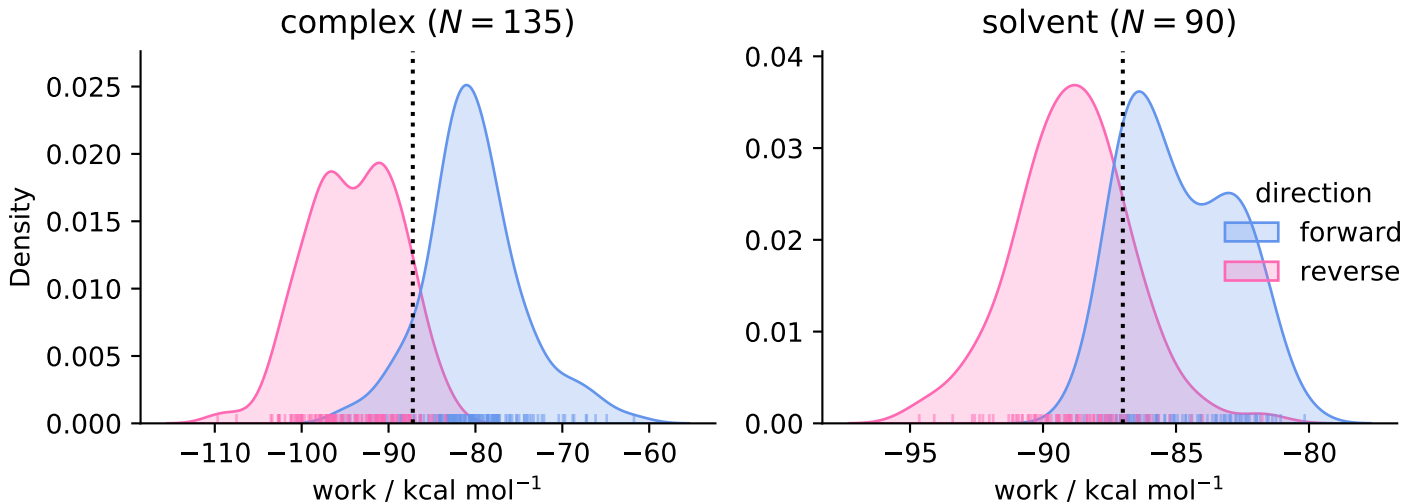 complex (N = 135)
Density
0.025
0.020
0.015
0.010
0.005
0.000
−110
−100
−90
−80
−70
−60
work / kcal mol⁻¹
solvent (N = 90)
0.04
0.03
0.02
0.01
0.00
−95
−90
−85
−80
work / kcal mol⁻¹
direction
forward
reverse